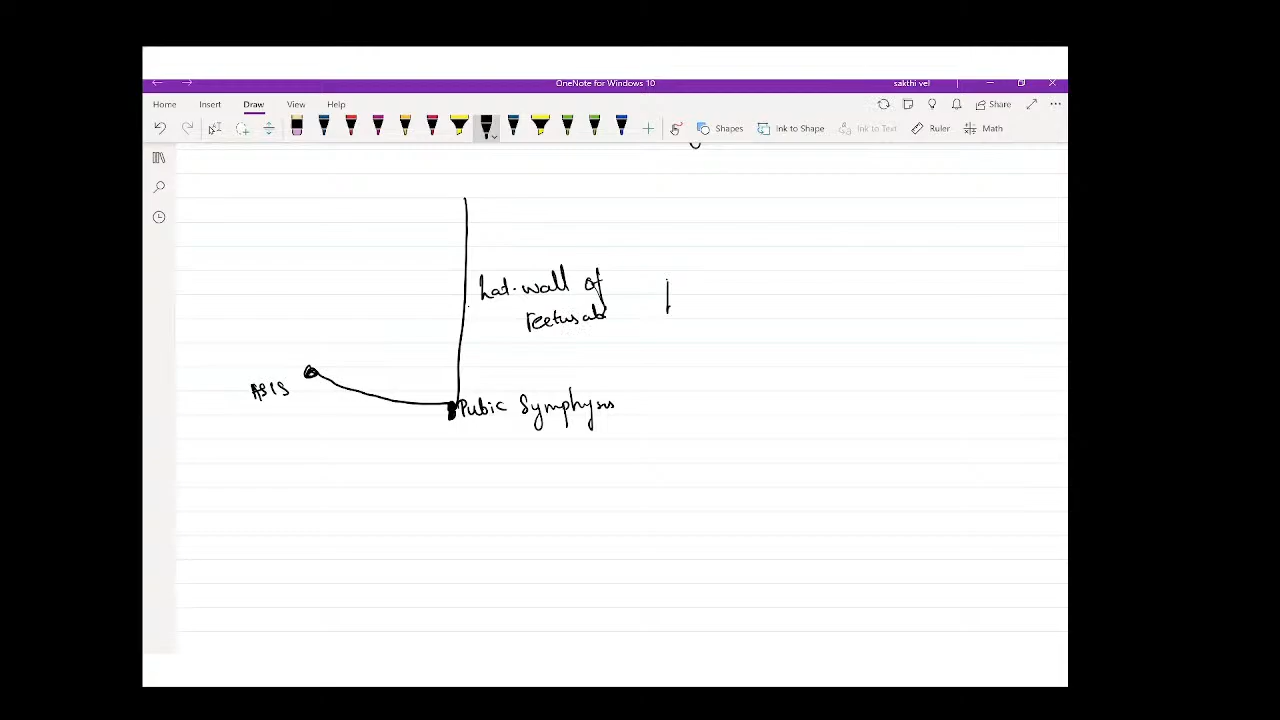 OneNote for Windows 10
sakthi vel
Home Insert Draw View Help
Share
Shapes Ink to Shape Ink to Text Ruler Math
Lat. wall of
rectus ab
ASIS
Pubic Symphysis